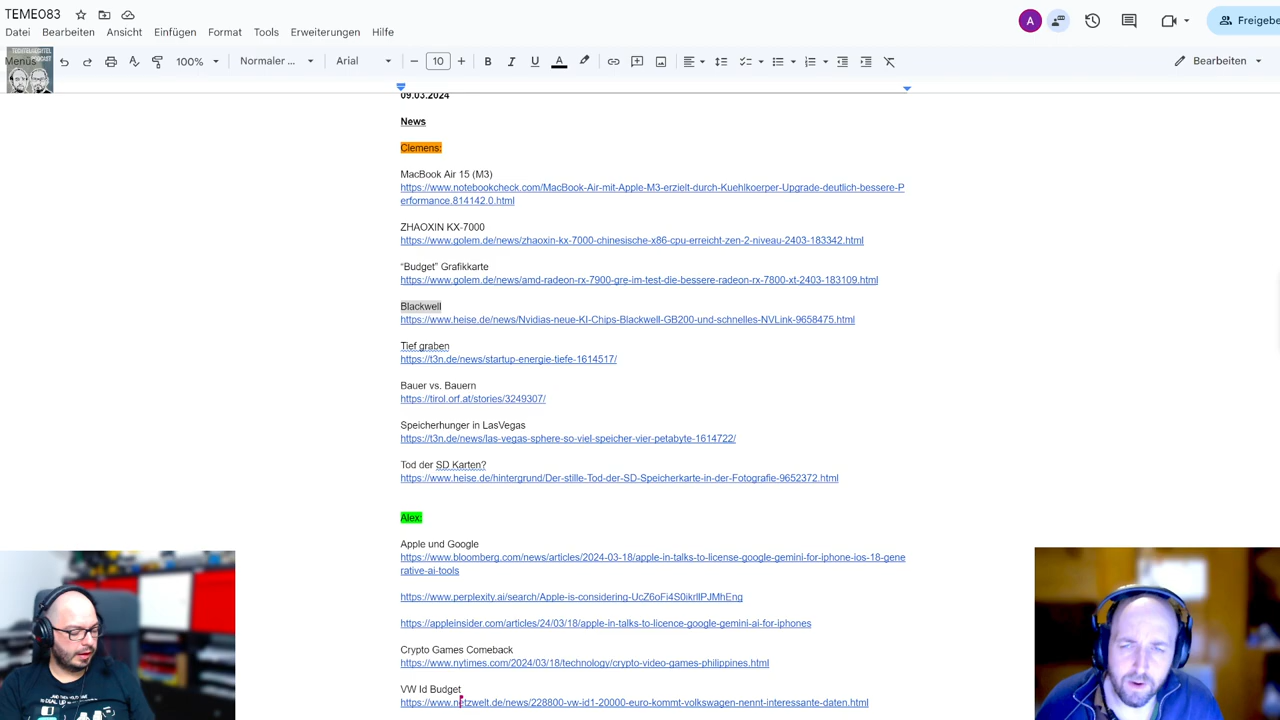 TEME083
Datei Bearbeiten Ansicht Einfügen Format Tools Erweiterungen Hilfe
A
Freigebe
TECHTELMECHTEL
PODCAST
Menüs
100% Normaler ... Arial 10 B I U A
Bearbeiten
09.03.2024
News
Clemens:
MacBook Air 15 (M3)
https://www.notebookcheck.com/MacBook-Air-mit-Apple-M3-erzielt-durch-Kuehlkoerper-Upgrade-deutlich-bessere-P
erformance.814142.0.html
ZHAOXIN KX-7000
https://www.golem.de/news/zhaoxin-kx-7000-chinesische-x86-cpu-erreicht-zen-2-niveau-2403-183342.html
“Budget” Grafikkarte
https://www.golem.de/news/amd-radeon-rx-7900-gre-im-test-die-bessere-radeon-rx-7800-xt-2403-183109.html
Blackwell
https://www.heise.de/news/Nvidias-neue-KI-Chips-Blackwell-GB200-und-schnelles-NVLink-9658475.html
Tief graben
https://t3n.de/news/startup-energie-tiefe-1614517/
Bauer vs. Bauern
https://tirol.orf.at/stories/3249307/
Speicherhunger in LasVegas
https://t3n.de/news/las-vegas-sphere-so-viel-speicher-vier-petabyte-1614722/
Tod der SD Karten?
https://www.heise.de/hintergrund/Der-stille-Tod-der-SD-Speicherkarte-in-der-Fotografie-9652372.html
Alex:
Apple und Google
https://www.bloomberg.com/news/articles/2024-03-18/apple-in-talks-to-license-google-gemini-for-iphone-ios-18-gene
rative-ai-tools
https://www.perplexity.ai/search/Apple-is-considering-UcZ6oFi4S0ikrlIPJMhEng
https://appleinsider.com/articles/24/03/18/apple-in-talks-to-licence-google-gemini-ai-for-iphones
Crypto Games Comeback
https://www.nytimes.com/2024/03/18/technology/crypto-video-games-philippines.html
VW Id Budget
https://www.netzwelt.de/news/228800-vw-id1-20000-euro-kommt-volkswagen-nennt-interessante-daten.html